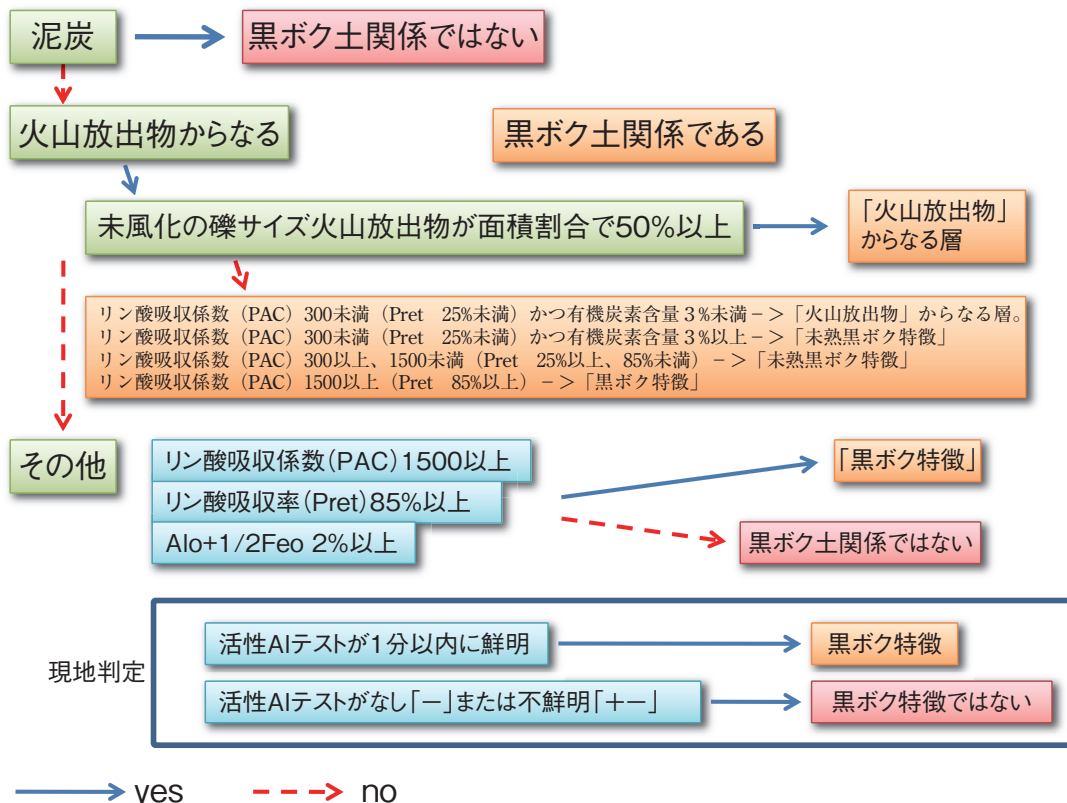 泥炭
黒ボク土関係ではない
火山放出物からなる
黒ボク土関係である
未風化の礫サイズ火山放出物が面積割合で50%以上
「火山放出物」
からなる層
リン酸吸収係数（PAC）300未満（Pret　25%未満）かつ有機炭素含量３%未満－＞「火山放出物」からなる層。
リン酸吸収係数（PAC）300未満（Pret　25%未満）かつ有機炭素含量３%以上－＞「未熟黒ボク特徴」
リン酸吸収係数（PAC）300以上、1500未満（Pret　25%以上、85%未満）－＞「未熟黒ボク特徴」
リン酸吸収係数（PAC）1500以上（Pret　85%以上）－＞「黒ボク特徴」
その他
リン酸吸収係数(PAC)1500以上
リン酸吸収率(Pret)85%以上
Alo+1/2Feo 2%以上
「黒ボク特徴」
黒ボク土関係ではない
現地判定
活性Alテストが１分以内に鮮明
黒ボク特徴
活性Alテストがなし「－」または不鮮明「＋－」
黒ボク特徴ではない
yes
no